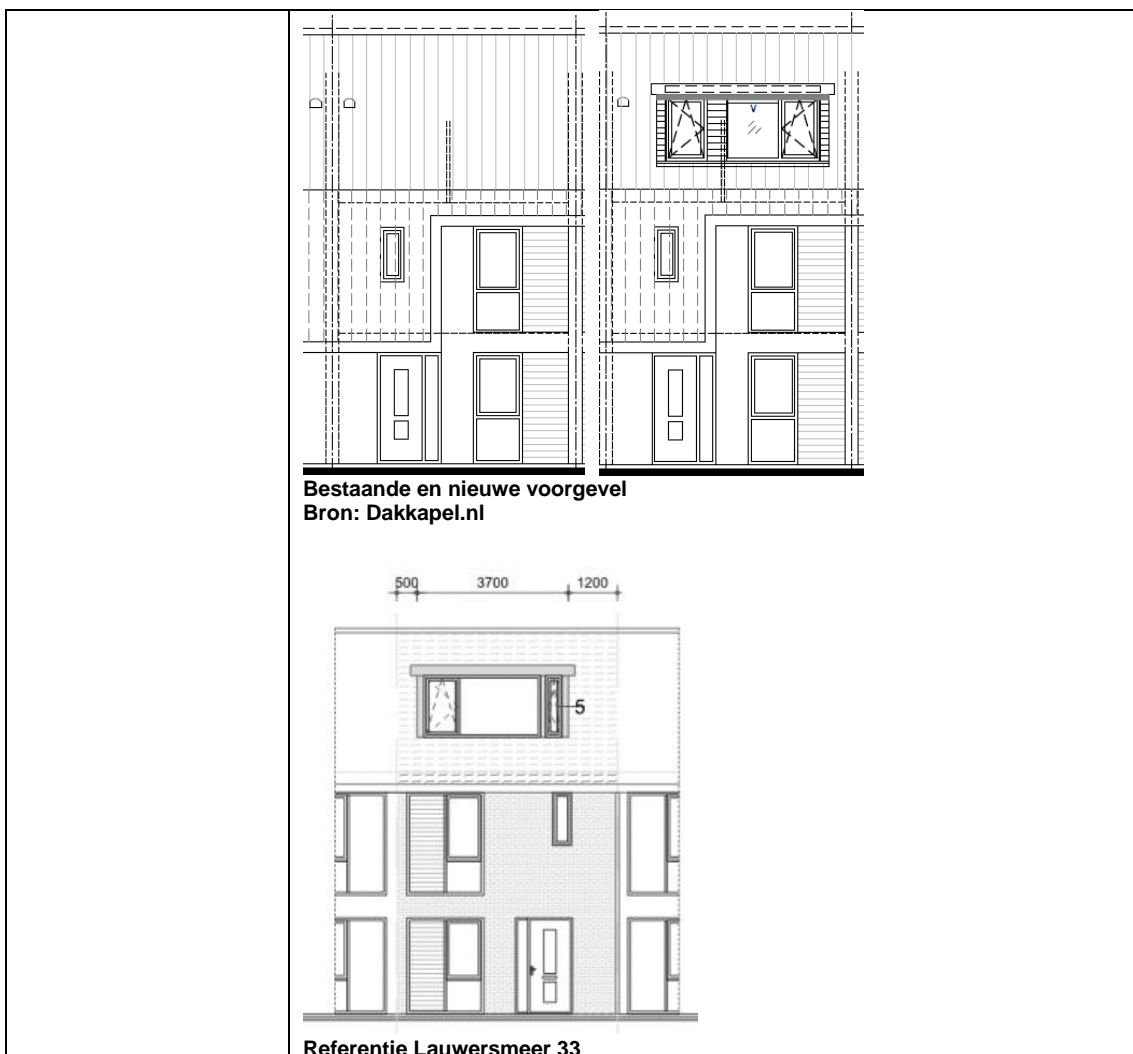 V
Bestaande en nieuwe voorgevel
Bron: Dakkapel.nl
500 3700 1200
5
Referentie Lauwersmeer 33